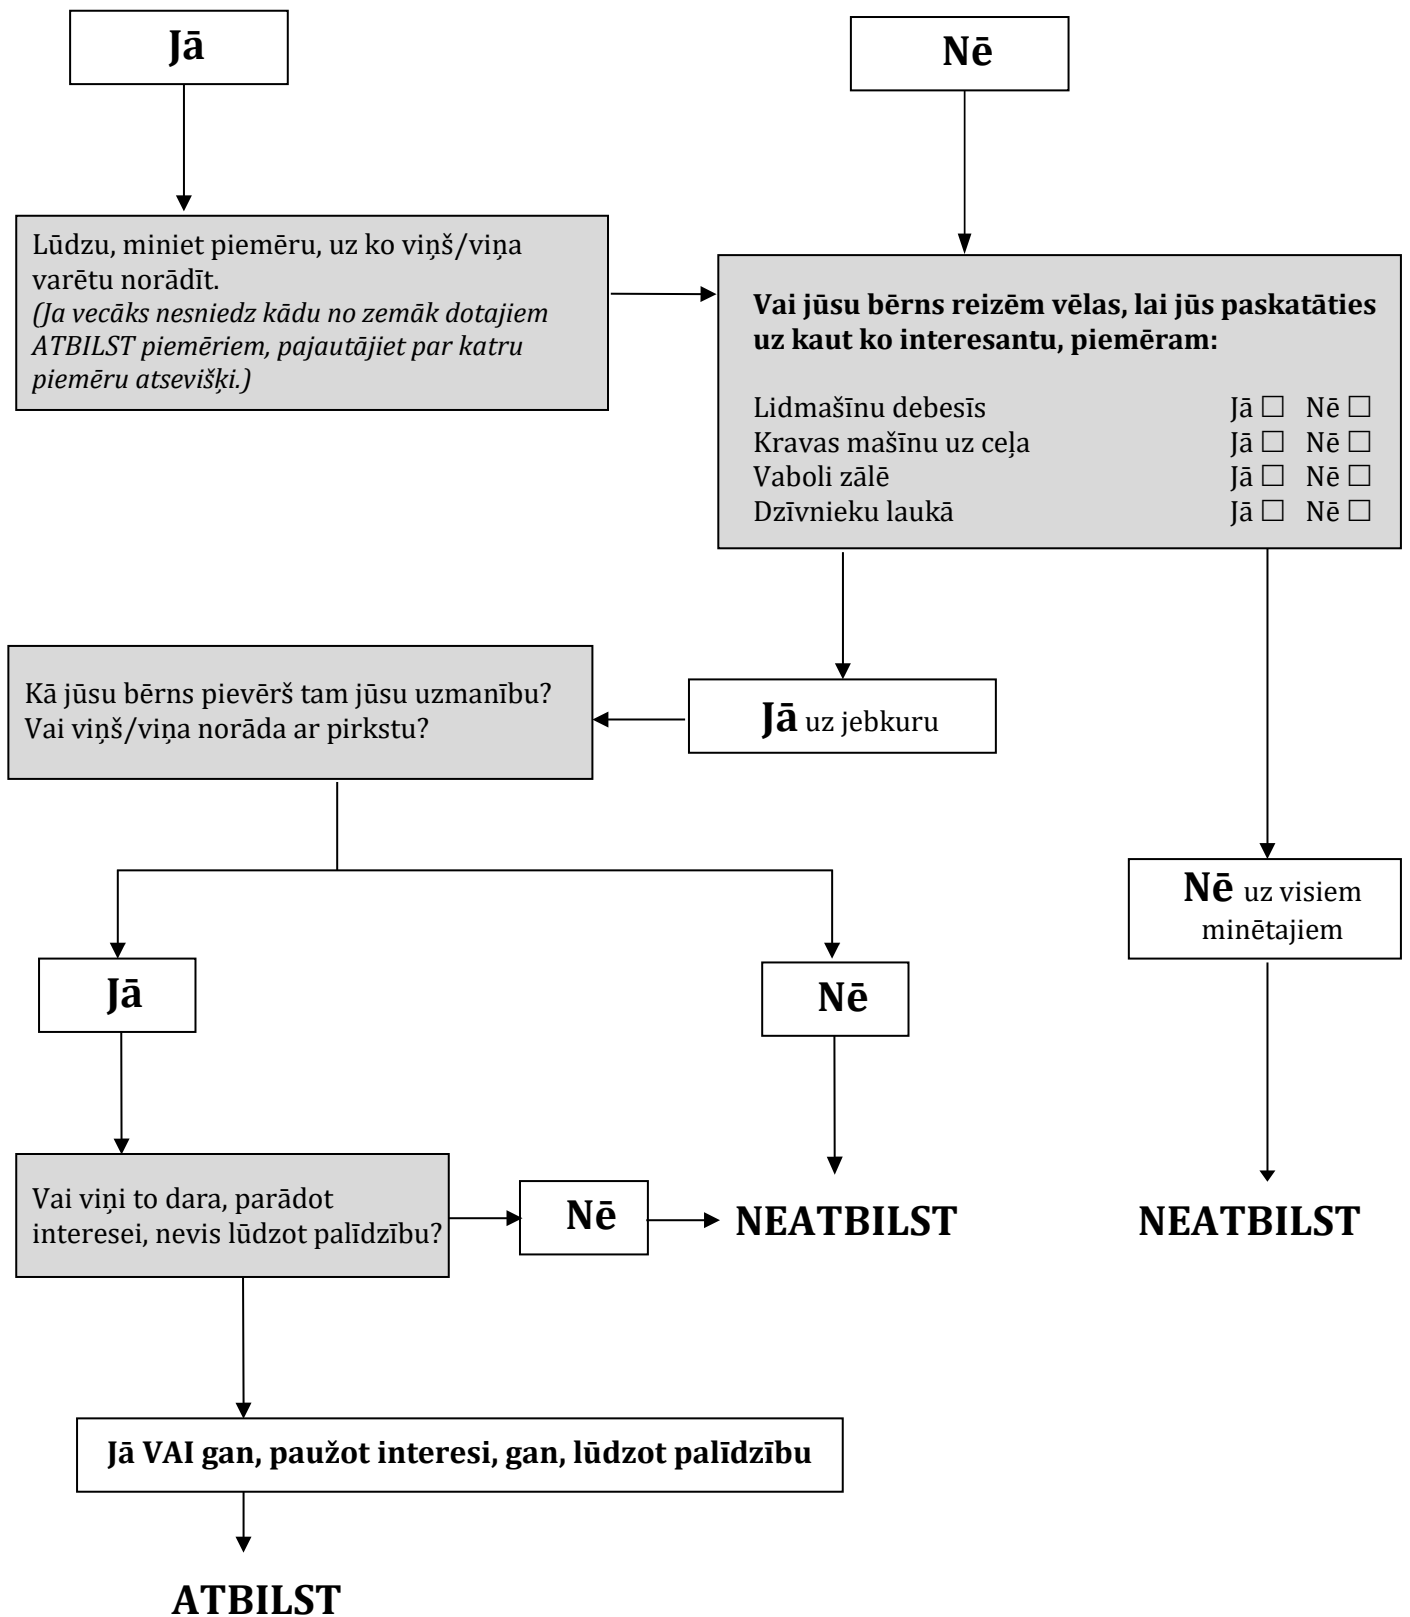 Jā
Nē
Lūdzu, miniet piemēru, uz ko viņš/viņa
varētu norādīt.
(Ja vecāks nesniedz kādu no zemāk dotajiem
ATBILST piemēriem, pajautājiet par katru
piemēru atsevišķi.)
Vai jūsu bērns reizēm vēlas, lai jūs paskatāties
uz kaut ko interesantu, piemēram:
Lidmašīnu debesīs Jā ☐ Nē ☐
Kravas mašīnu uz ceļa Jā ☐ Nē ☐
Vaboli zālē Jā ☐ Nē ☐
Dzīvnieku laukā Jā ☐ Nē ☐
Kā jūsu bērns pievērš tam jūsu uzmanību?
Vai viņš/viņa norāda ar pirkstu?
Jā uz jebkuru
Nē uz visiem
minētajiem
Jā
Nē
Vai viņi to dara, parādot
interesei, nevis lūdzot palīdzību?
Nē
NEATBILST
NEATBILST
Jā VAI gan, paužot interesi, gan, lūdzot palīdzību
ATBILST